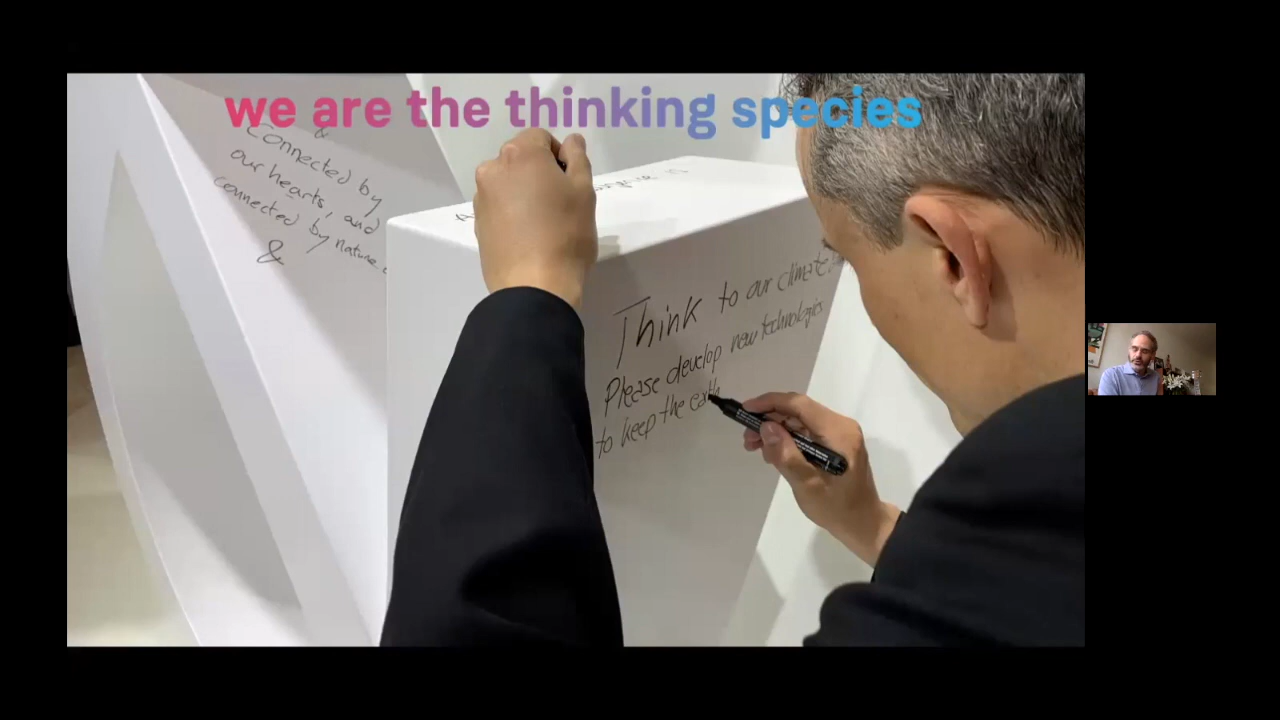 we are the thinking species
&
Connected by
our hearts, and
connected by nature
&
Think to our climate
Please develop new technologies
to keep the earth